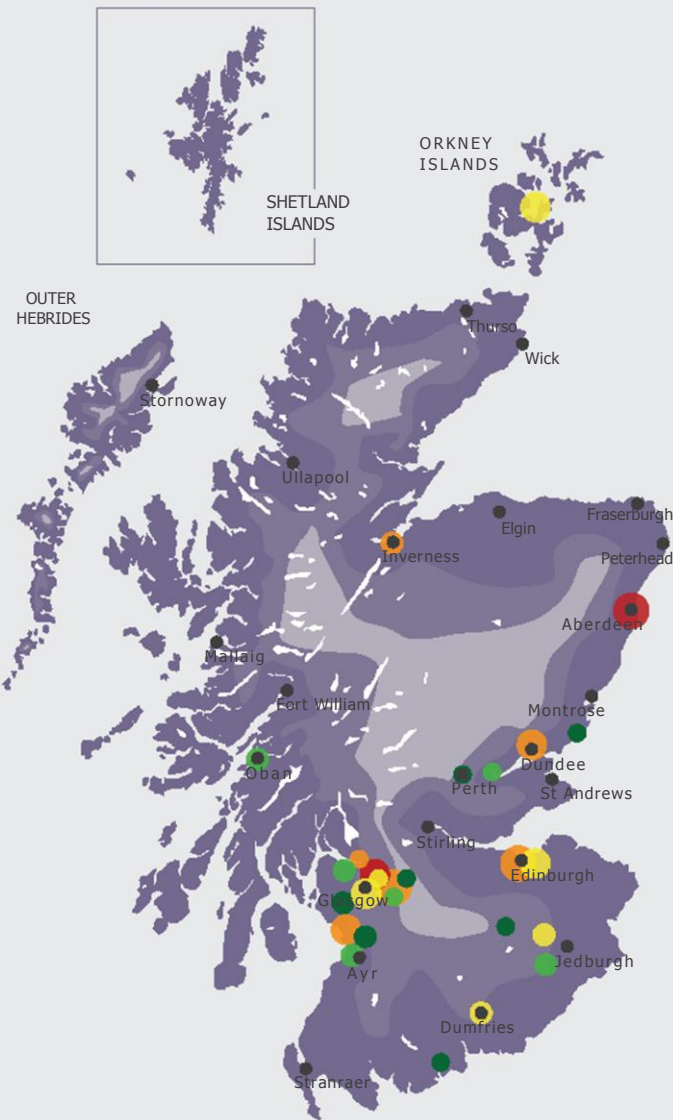 ORKNEY
ISLANDS
SHETLAND
ISLANDS
OUTER
HEBRIDES
Thurso
Wick
Stornoway
Ullapool
Fraserburgh
Elgin
Inverness
Peterhead
Aberdeen
Mallaig
Fort William
Montrose
Dundee
Oban
Perth
St Andrews
Stirling
Edinburgh
Glasgow
Jedburgh
Ayr
Dumfries
Stranraer